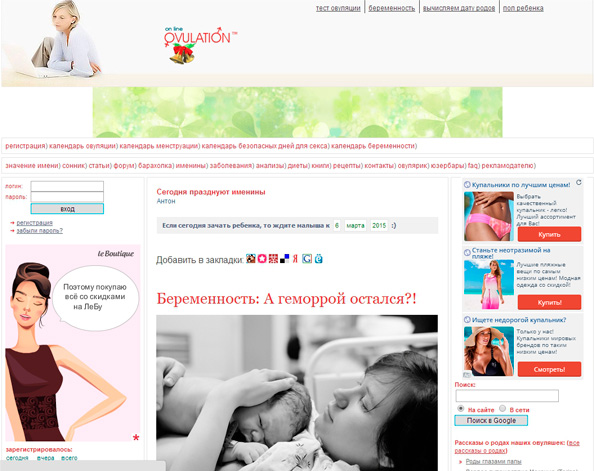 тест овуляции
беременность
вычисляем дату родов
пол ребенка
on line
OVULATION™
регистрация) календарь овуляции) календарь менструации) календарь безопасных дней для секса) календарь беременности)
значение имени) сонник) статьи) форум) барахолка) именины) заболевания) анализы) диеты) книги) рецепты) контакты) овулярик) юзербары) faq) рекламодателю)
логин:
пароль:
вход
регистрация
забыли пароль?
le Boutique
Поэтому покупаю
всё со скидками
на ЛеБу
зарегистрировалось:
сегодня вчера всего
Сегодня празднуют именины
Антон
Если сегодня зачать ребенка, то ждите малыша к 6 марта 2015 :)
Добавить в закладки:
Беременность: А геморрой остался?!
Купальники по лучшим ценам!
Выбрать
качественный
купальник - легко!
Лучший ассортимент
для Вас!
Купить
Станьте неотразимой на
пляже!
Лучшие пляжные
вещи по самым
низким ценам! Модная
одежда со скидкой!
Купить!
Ищете недорогой купальник?
Только у нас!
Купальники мировых
брендов по таким
низким ценам!
Смотреть!
Поиск:
На сайте В сети
Поиск в Google
Рассказы о родах наших овуляшек: (все
рассказы о родах)
Роды глазами папы